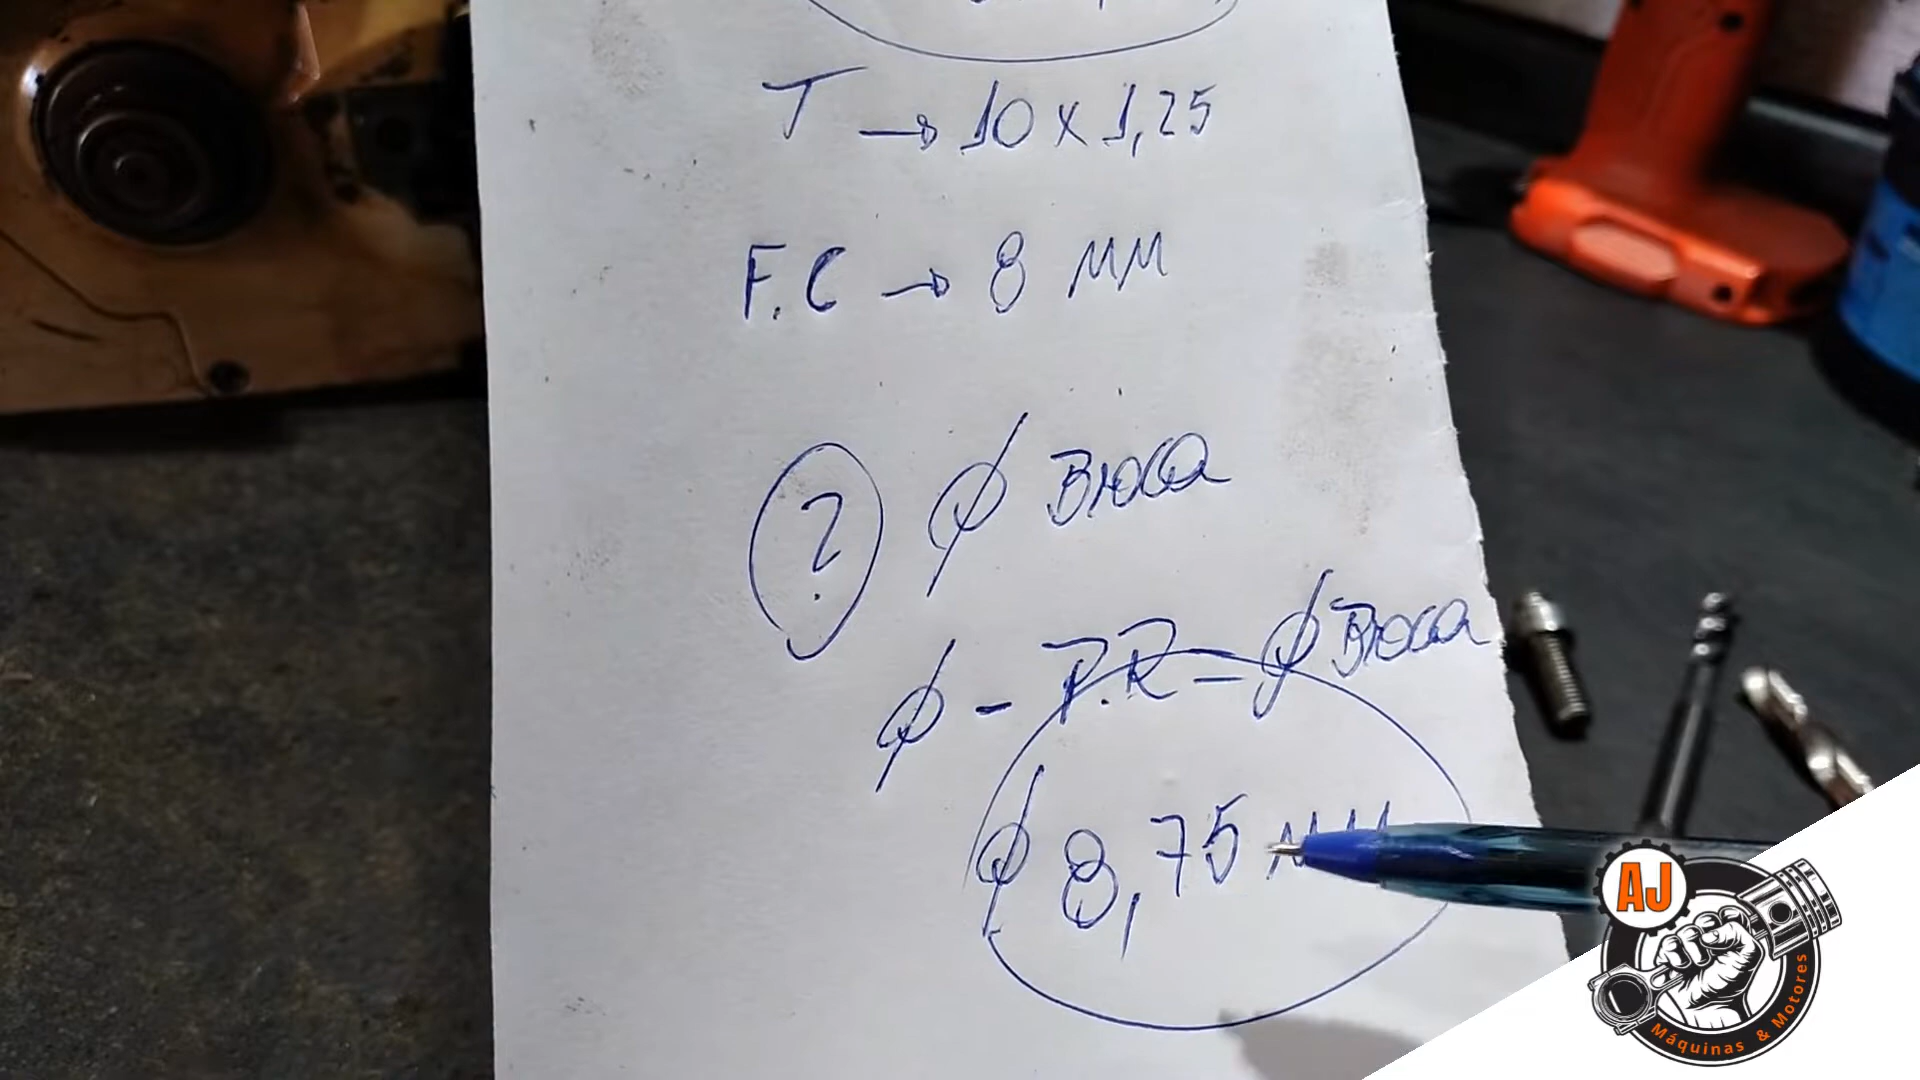 T → 10 x 1,25
F.C → 8 MM
? Ø Broca
Ø - P.R = Ø Broca
Ø 8,75 MM
AJ
Máquinas & Motores